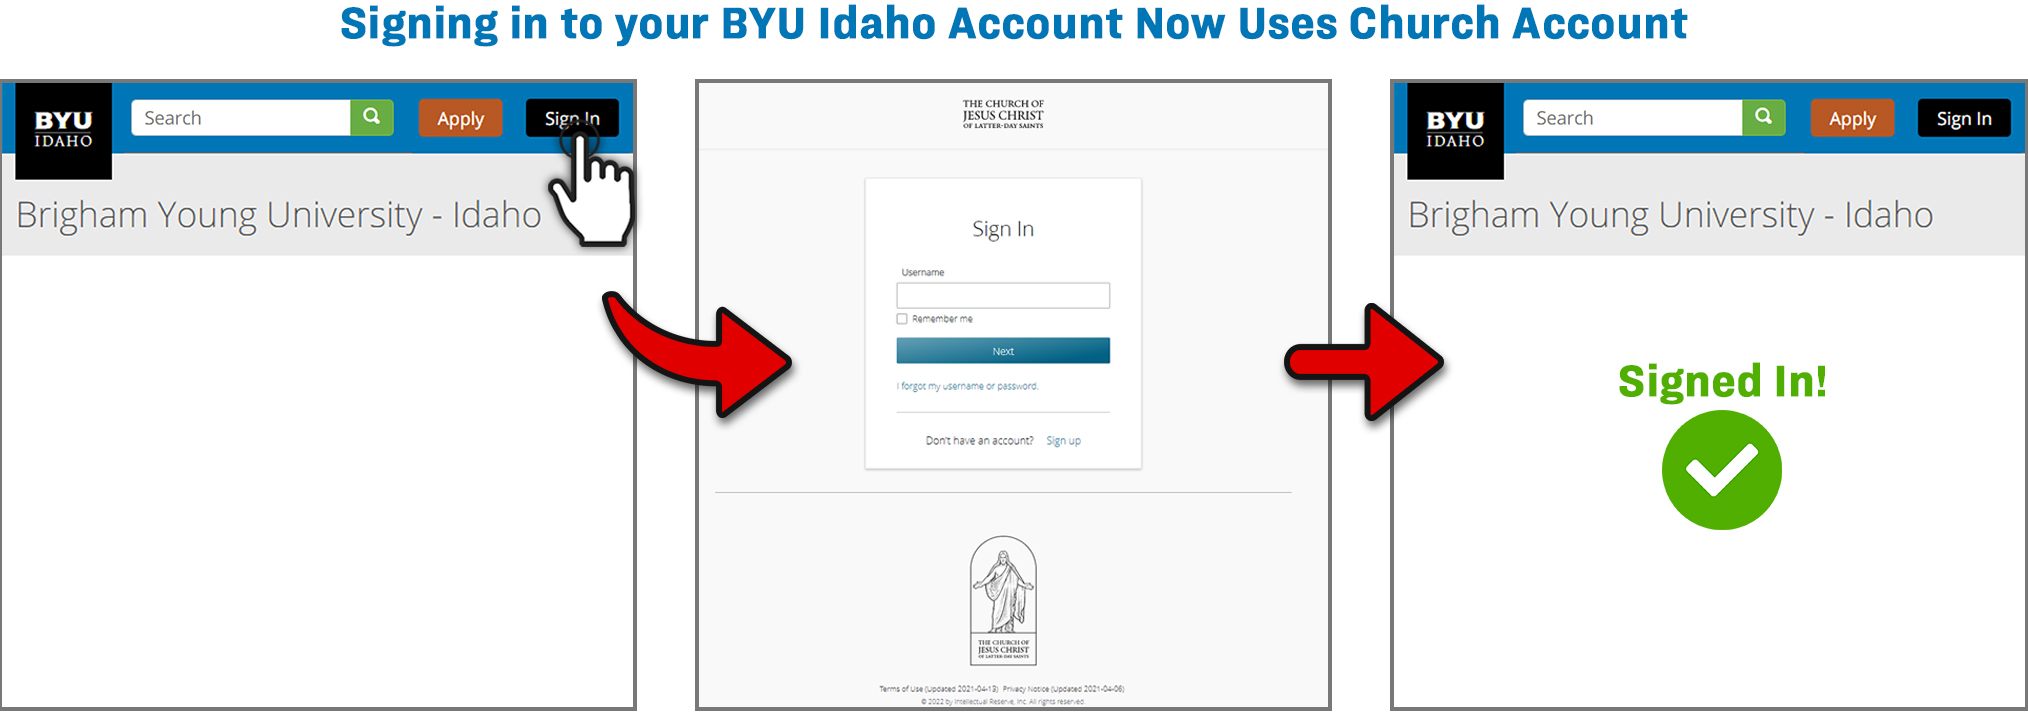 Signing in to your BYU Idaho Account Now Uses Church Account
BYU
IDAHO
Search
Apply
Sign In
Brigham Young University - Idaho
THE CHURCH OF
JESUS CHRIST
OF LATTER-DAY SAINTS
Sign In
Username
Remember me
Next
I forgot my username or password.
Don't have an account? Sign up
THE CHURCH OF
JESUS CHRIST
OF LATTER-DAY SAINTS
Terms of Use (Updated 2021-04-13) Privacy Notice (Updated 2021-04-06)
© 2022 by Intellectual Reserve, Inc. All rights reserved.
BYU
IDAHO
Search
Apply
Sign In
Brigham Young University - Idaho
Signed In!